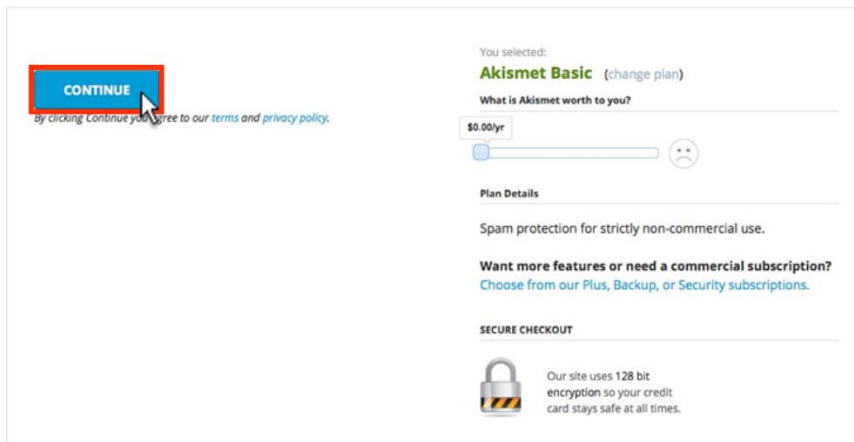 CONTINUE
By clicking Continue you agree to our terms and privacy policy.
You selected:
Akismet Basic (change plan)
What is Akismet worth to you?
$0.00/yr
Plan Details
Spam protection for strictly non-commercial use.
Want more features or need a commercial subscription?
Choose from our Plus, Backup, or Security subscriptions.
SECURE CHECKOUT
Our site uses 128 bit
encryption so your credit
card stays safe at all times.